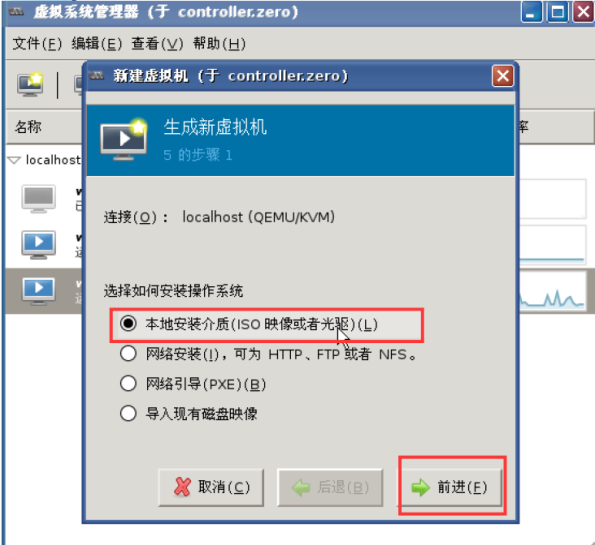 虚拟系统管理器 (于 controller.zero)
文件(F) 编辑(E) 查看(V) 帮助(H)
新建虚拟机 (于 controller.zero)
名称
率
生成新虚拟机
5 的步骤 1
localhost
连接(O)： localhost (QEMU/KVM)
选择如何安装操作系统
本地安装介质(ISO 映像或者光驱)(L)
网络安装(I)，可为 HTTP、FTP 或者 NFS。
网络引导(PXE)(B)
导入现有磁盘映像
取消(C) 后退(B) 前进(F)